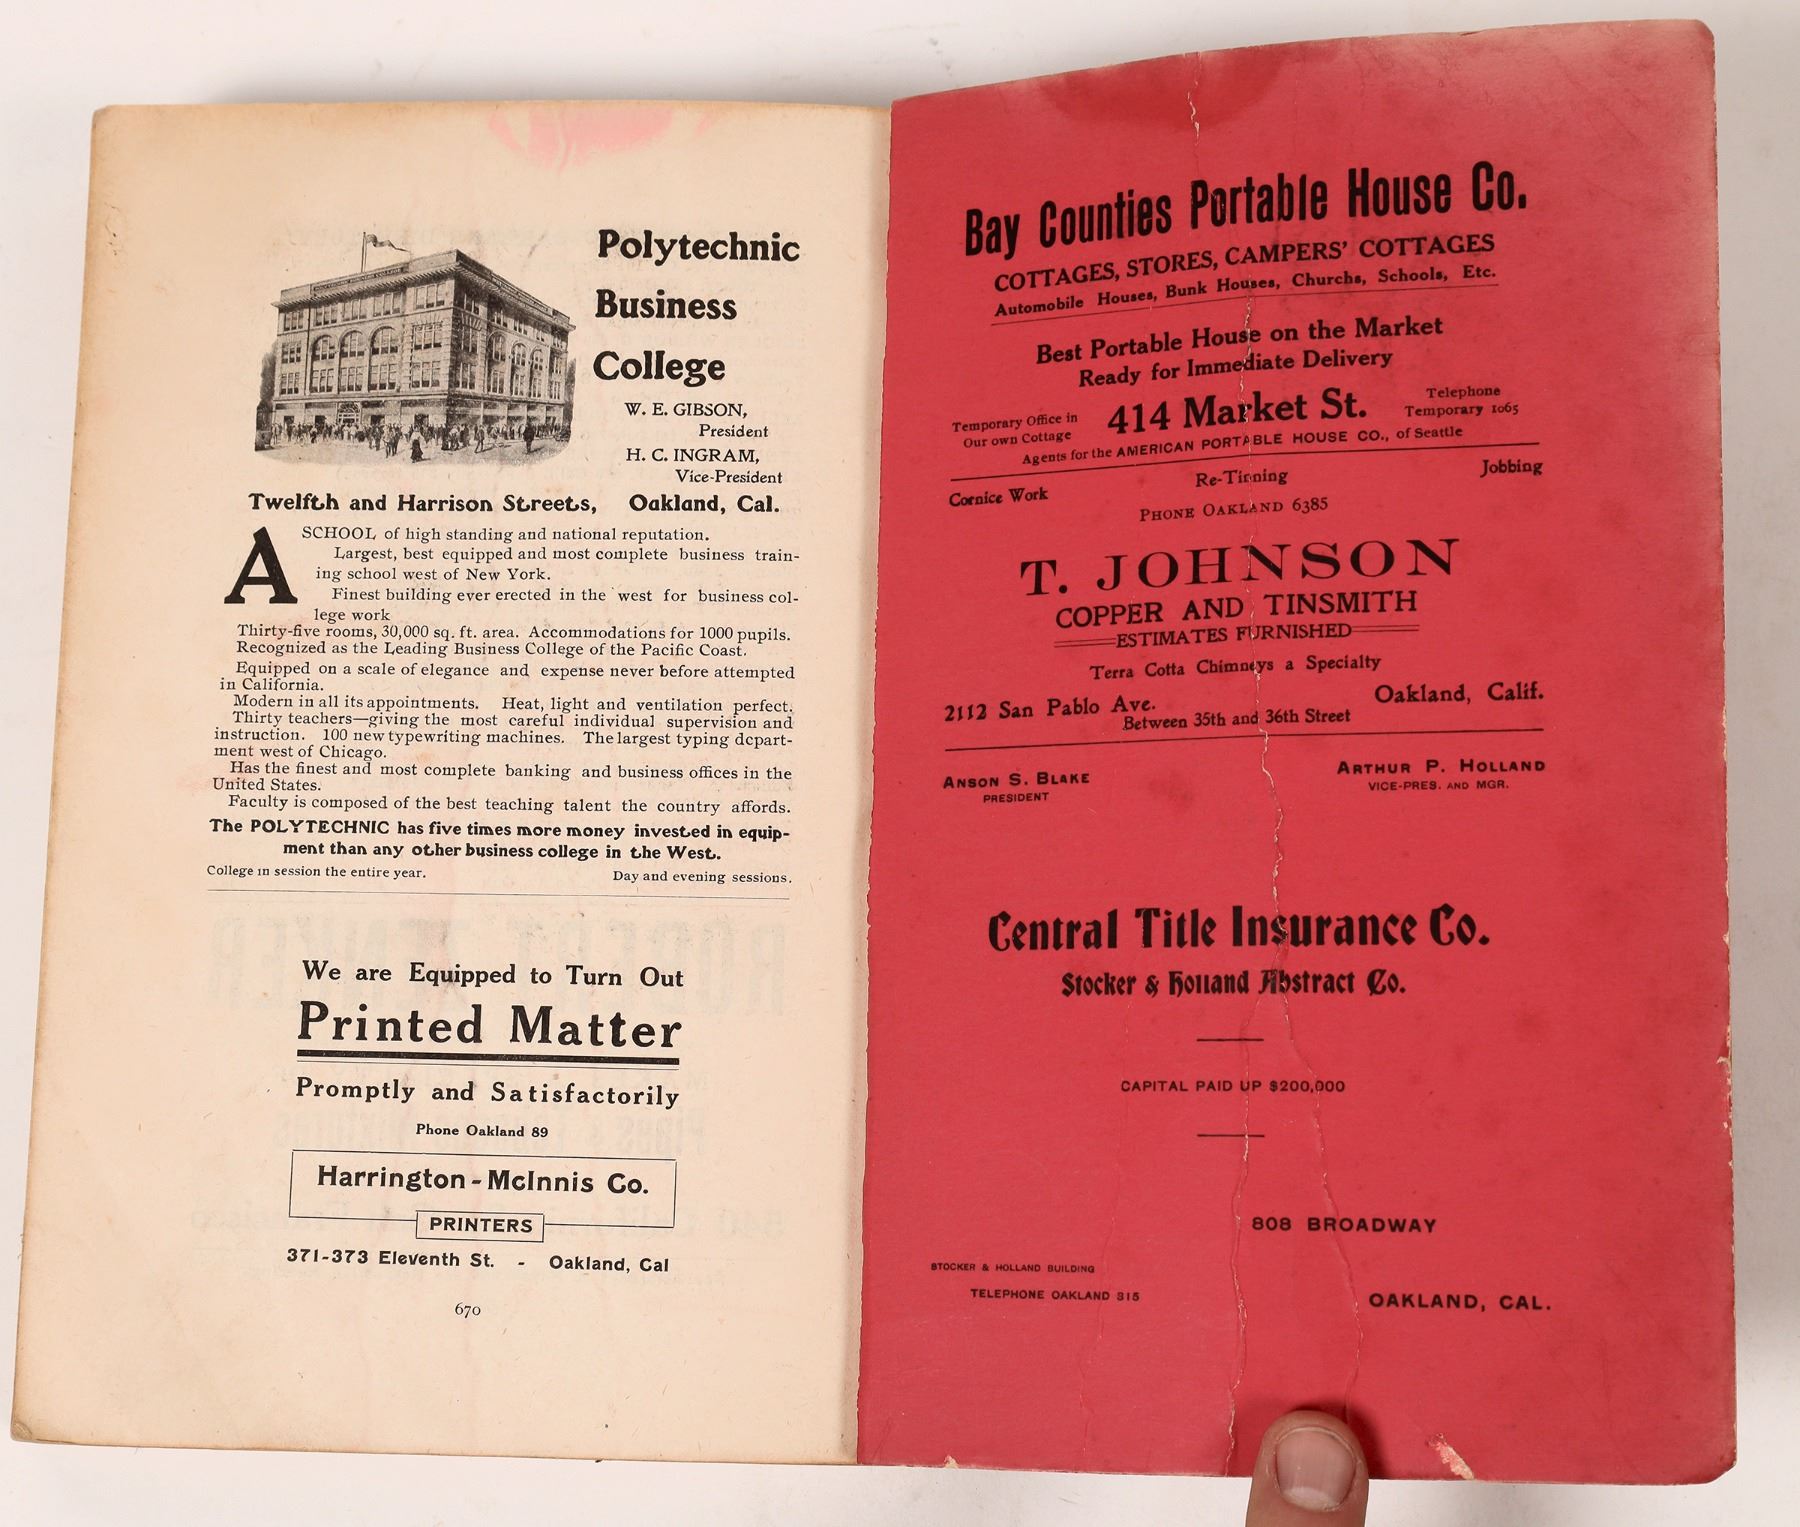 Polytechnic
Business
College
W. E. GIBSON,
President
H. C. INGRAM,
Vice-President
Twelfth and Harrison Streets, Oakland, Cal.
A SCHOOL of high standing and national reputation.
Largest, best equipped and most complete business train-
ing school west of New York.
Finest building ever erected in the west for business col-
lege work
Thirty-five rooms, 30,000 sq. ft. area. Accommodations for 1000 pupils.
Recognized as the Leading Business College of the Pacific Coast.
Equipped on a scale of elegance and expense never before attempted
in California.
Modern in all its appointments. Heat, light and ventilation perfect.
Thirty teachers—giving the most careful individual supervision and
instruction. 100 new typewriting machines. The largest typing depart-
ment west of Chicago.
Has the finest and most complete banking and business offices in the
United States.
Faculty is composed of the best teaching talent the country affords.
The POLYTECHNIC has five times more money invested in equip-
ment than any other business college in the West.
College in session the entire year. Day and evening sessions.
We are Equipped to Turn Out
Printed Matter
Promptly and Satisfactorily
Phone Oakland 89
Harrington-McInnis Co.
PRINTERS
371-373 Eleventh St. - Oakland, Cal
670
Bay Counties Portable House Co.
COTTAGES, STORES, CAMPERS' COTTAGES
Automobile Houses, Bunk Houses, Churchs, Schools, Etc.
Best Portable House on the Market
Ready for Immediate Delivery
Temporary Office in
Our own Cottage
414 Market St.
Telephone
Temporary 1065
Agents for the AMERICAN PORTABLE HOUSE CO., of Seattle
Cornice Work Re-Tinning Jobbing
PHONE OAKLAND 6385
T. JOHNSON
COPPER AND TINSMITH
ESTIMATES FURNISHED
Terra Cotta Chimneys a Specialty
2112 San Pablo Ave. Oakland, Calif.
Between 35th and 36th Street
ANSON S. BLAKE
PRESIDENT
ARTHUR P. HOLLAND
VICE-PRES. AND MGR.
Central Title Insurance Co.
Stocker & Holland Abstract Co.
CAPITAL PAID UP $200,000
808 BROADWAY
STOCKER & HOLLAND BUILDING
TELEPHONE OAKLAND 315
OAKLAND, CAL.